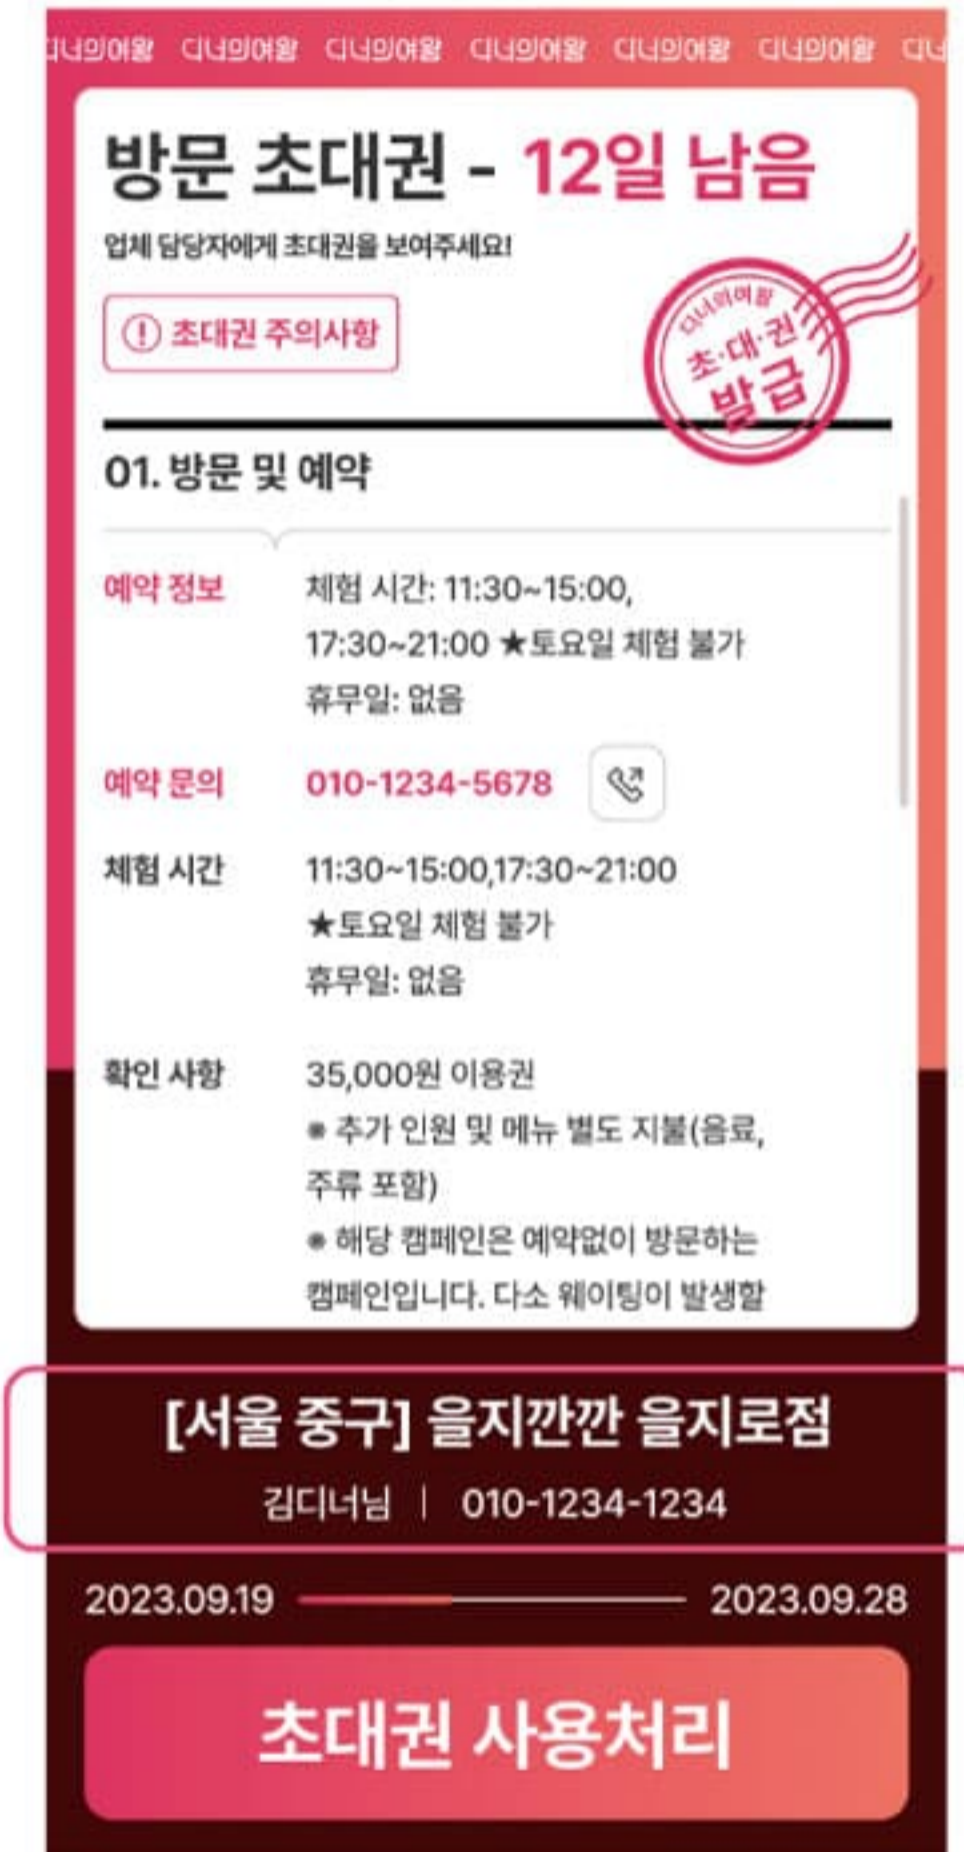 디너의여왕 디너의여왕 디너의여왕 디너의여왕 디너의여왕 디너의여왕 디너
방문 초대권 - 12일 남음
업체 담당자에게 초대권을 보여주세요!
! 초대권 주의사항
디너의여왕
초·대·권
발급
01. 방문 및 예약
예약 정보 체험 시간: 11:30~15:00,
17:30~21:00 ★토요일 체험 불가
휴무일: 없음
예약 문의 010-1234-5678
체험 시간 11:30~15:00,17:30~21:00
★토요일 체험 불가
휴무일: 없음
확인 사항 35,000원 이용권
※ 추가 인원 및 메뉴 별도 지불(음료,
주류 포함)
※ 해당 캠페인은 예약없이 방문하는
캠페인입니다. 다소 웨이팅이 발생할
[서울 중구] 을지깐깐 을지로점
김디너님 | 010-1234-1234
2023.09.19 2023.09.28
초대권 사용처리